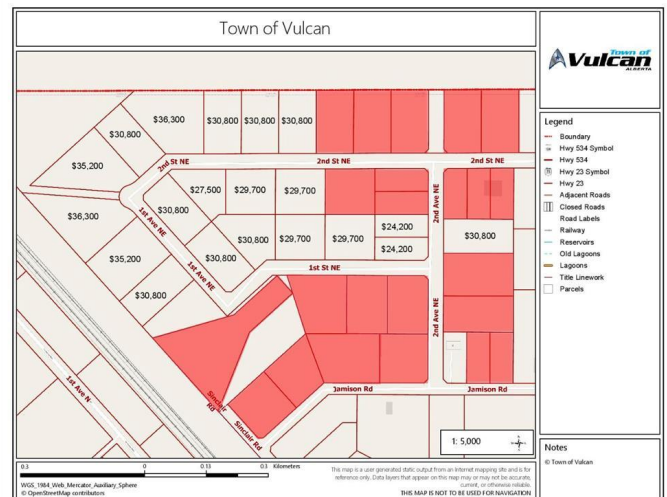 Town of Vulcan
Town of
Vulcan
ALBERTA
$36,300
$30,800
$30,800
$30,800
$30,800
$35,200
2nd St NE
2nd St NE
2nd St NE
$27,500
$29,700
$29,700
$30,800
$36,300
1st Ave NE
2nd Ave NE
$24,200
$30,800
$29,700
$29,700
$24,200
$30,800
$35,200
$30,800
1st Ave NE
1st St NE
$30,800
2nd Ave NE
1st Ave N
Sinclair Rd
Sinclair Rd
Jamison Rd
Jamison Rd
1: 5,000
Legend
Boundary
Hwy 534 Symbol
Hwy 534
Hwy 23 Symbol
Hwy 23
Adjacent Roads
Closed Roads
Road Labels
Railway
Reservoirs
Old Lagoons
Lagoons
Title Linework
Parcels
Notes
© Town of Vulcan
0.3
0
0.13
0.3
Kilometers
WGS_1984_Web_Mercator_Auxiliary_Sphere
© OpenStreetMap contributors
This map is a user generated static output from an Internet mapping site and is for
reference only. Data layers that appear on this map may or may not be accurate,
current, or otherwise reliable.
THIS MAP IS NOT TO BE USED FOR NAVIGATION